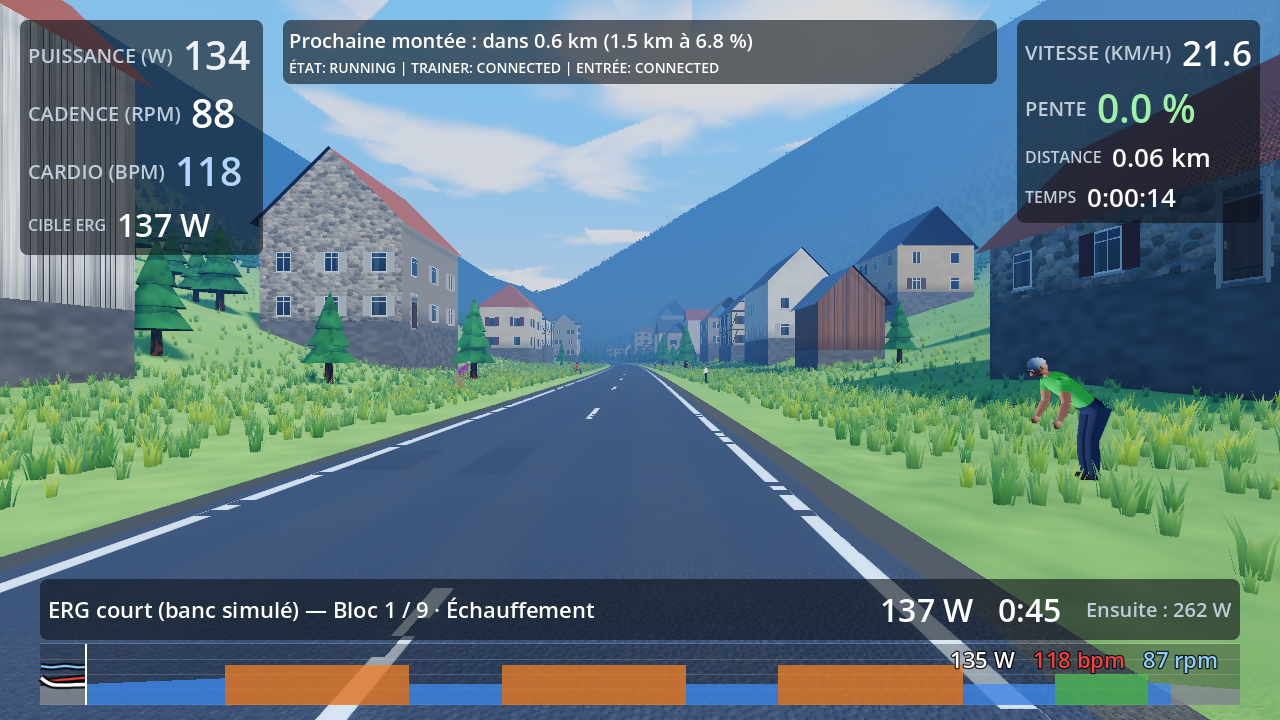 PUISSANCE (W) 134
CADENCE (RPM) 88
CARDIO (BPM) 118
CIBLE ERG 137 W
Prochaine montée : dans 0.6 km (1.5 km à 6.8 %)
ÉTAT: RUNNING | TRAINER: CONNECTED | ENTRÉE: CONNECTED
VITESSE (KM/H) 21.6
PENTE 0.0 %
DISTANCE 0.06 km
TEMPS 0:00:14
ERG court (banc simulé) — Bloc 1 / 9 · Échauffement 137 W 0:45 Ensuite : 262 W
135 W 118 bpm 87 rpm